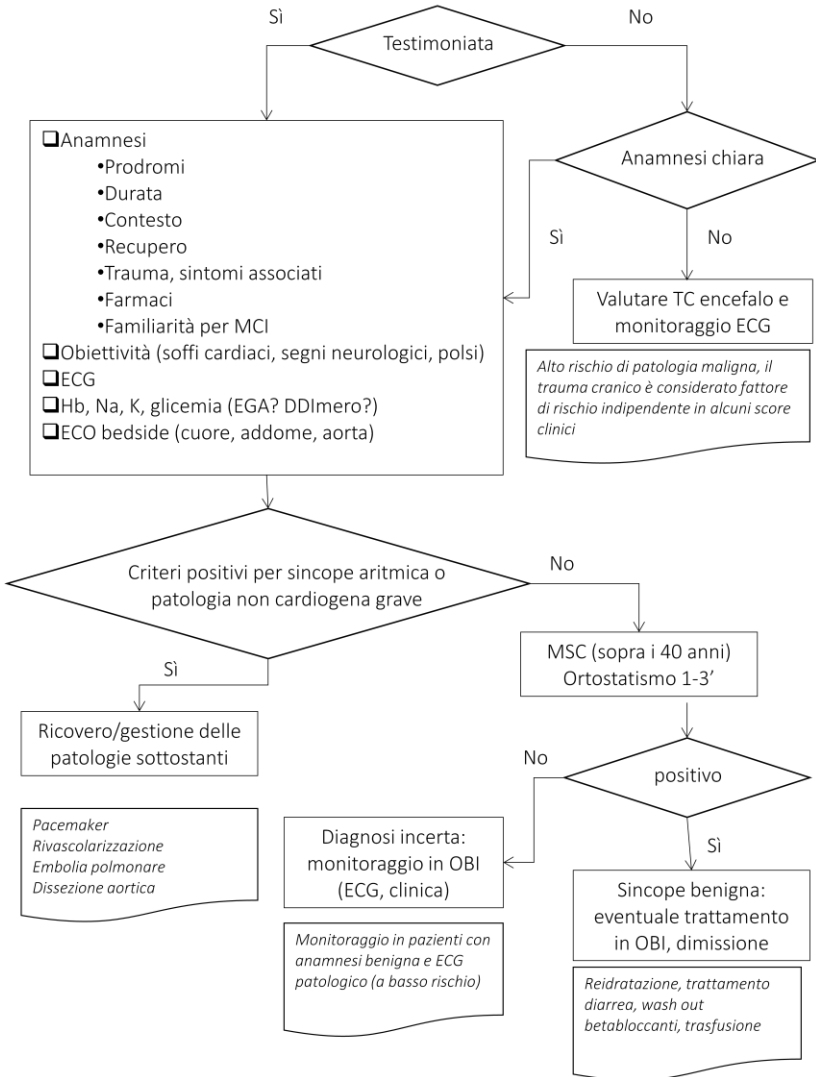 Sì
No
Testimoniata
❑Anamnesi
•Prodromi
•Durata
•Contesto
•Recupero
•Trauma, sintomi associati
•Farmaci
•Familiarità per MCI
❑Obiettività (soffi cardiaci, segni neurologici, polsi)
❑ECG
❑Hb, Na, K, glicemia (EGA? DDImero?)
❑ECO bedside (cuore, addome, aorta)
Anamnesi chiara
Sì
No
Valutare TC encefalo e
monitoraggio ECG
Alto rischio di patologia maligna, il
trauma cranico è considerato fattore
di rischio indipendente in alcuni score
clinici
Criteri positivi per sincope aritmica o
patologia non cardiogena grave
No
Sì
MSC (sopra i 40 anni)
Ortostatismo 1-3’
Ricovero/gestione delle
patologie sottostanti
Pacemaker
Rivascolarizzazione
Embolia polmonare
Dissezione aortica
positivo
No
Sì
Diagnosi incerta:
monitoraggio in OBI
(ECG, clinica)
Monitoraggio in pazienti con
anamnesi benigna e ECG
patologico (a basso rischio)
Sincope benigna:
eventuale trattamento
in OBI, dimissione
Reidratazione, trattamento
diarrea, wash out
betabloccanti, trasfusione